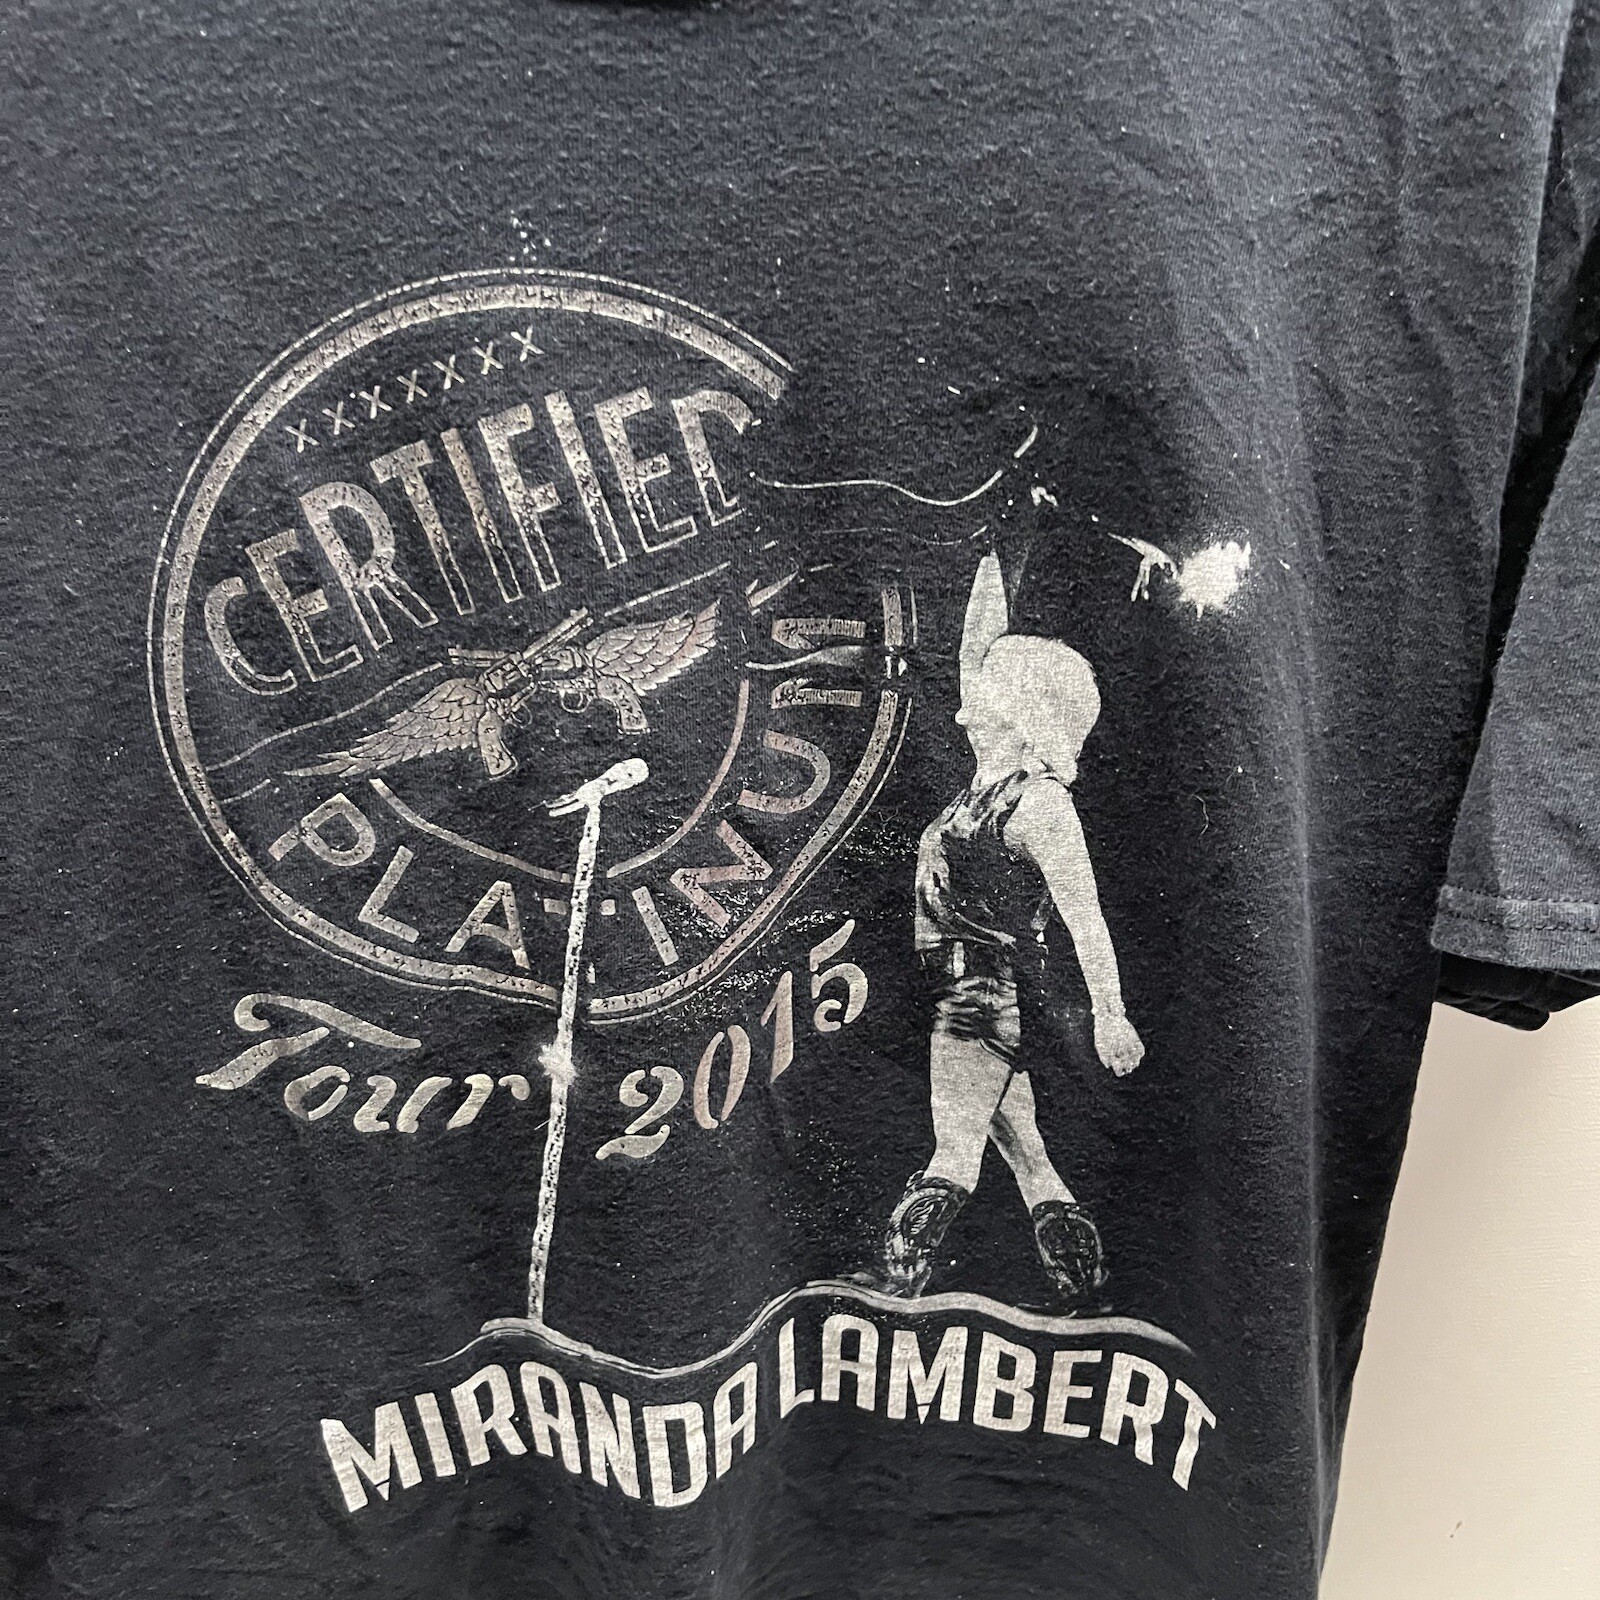 XXXXXXX
CERTIFIED
PLATINUM
Tour 2015
MIRANDA LAMBERT